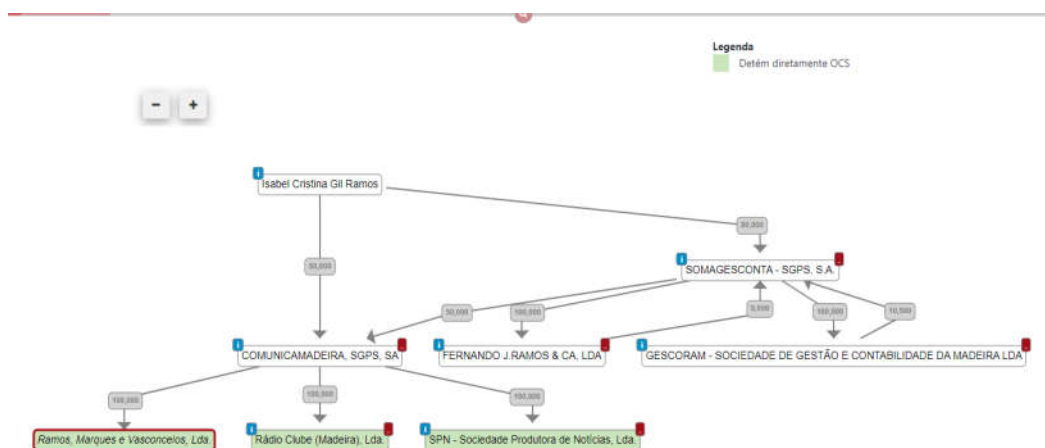 Legenda
Detém diretamente OCS
- +
Isabel Cristina Gil Ramos
50,000
SOMAGESCONTA - SGPS, S.A.
50,000
50,000
100,000
100,000
10,500
COMUNICAMADEIRA, SGPS, SA
FERNANDO J.RAMOS & CA, LDA
GESCORAM - SOCIEDADE DE GESTÃO E CONTABILIDADE DA MADEIRA LDA
100,000
100,000
100,000
Ramos, Marques e Vasconcelos, Lda.
Rádio Clube (Madeira), Lda.
SPN - Sociedade Produtora de Notícias, Lda.